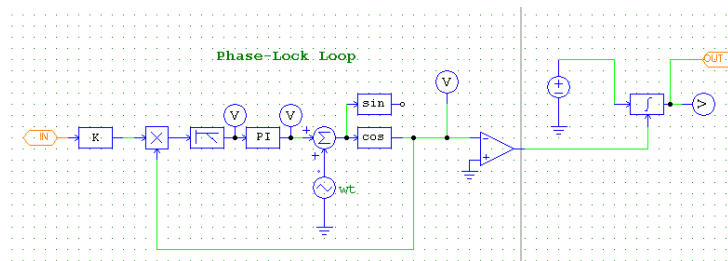 Phase-Lock Loop
IN
K
V
PI
V
sin
cos
V
wt
OUT